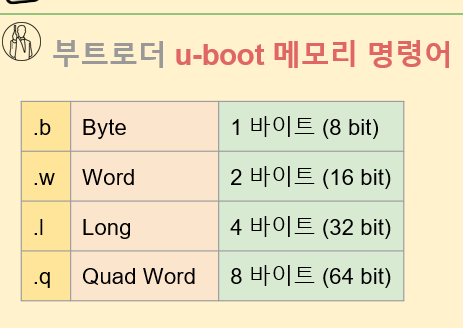 부트로더 u-boot 메모리 명령어
.b Byte 1 바이트 (8 bit)
.w Word 2 바이트 (16 bit)
.l Long 4 바이트 (32 bit)
.q Quad Word 8 바이트 (64 bit)